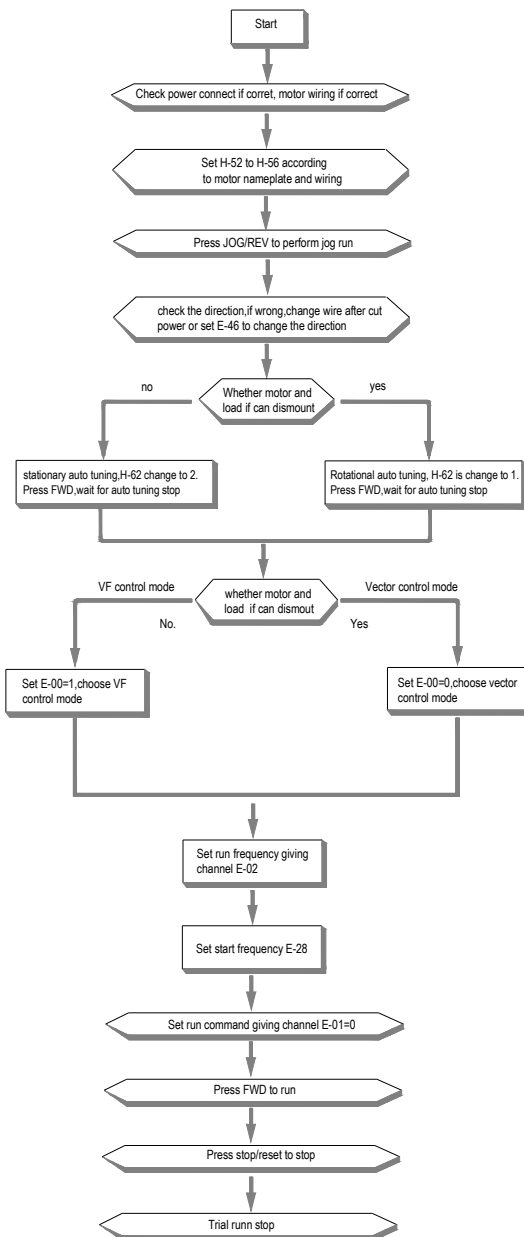 Start
Check power connect if corret, motor wiring if correct
Set H-52 to H-56 according
to motor nameplate and wiring
Press JOG/REV to perform jog run
check the direction,if wrong,change wire after cut
power or set E-46 to change the direction
no
Whether motor and
load if can dismount
yes
stationary auto tuning,H-62 change to 2.
Press FWD,wait for auto tuning stop
Rotational auto tuning, H-62 is change to 1.
Press FWD,wait for auto tuning stop
VF control mode
No.
whether motor and
load if can dismout
Vector control mode
Yes
Set E-00=1,choose VF
control mode
Set E-00=0,choose vector
control mode
Set run frequency giving
channel E-02
Set start frequency E-28
Set run command giving channel E-01=0
Press FWD to run
Press stop/reset to stop
Trial runn stop